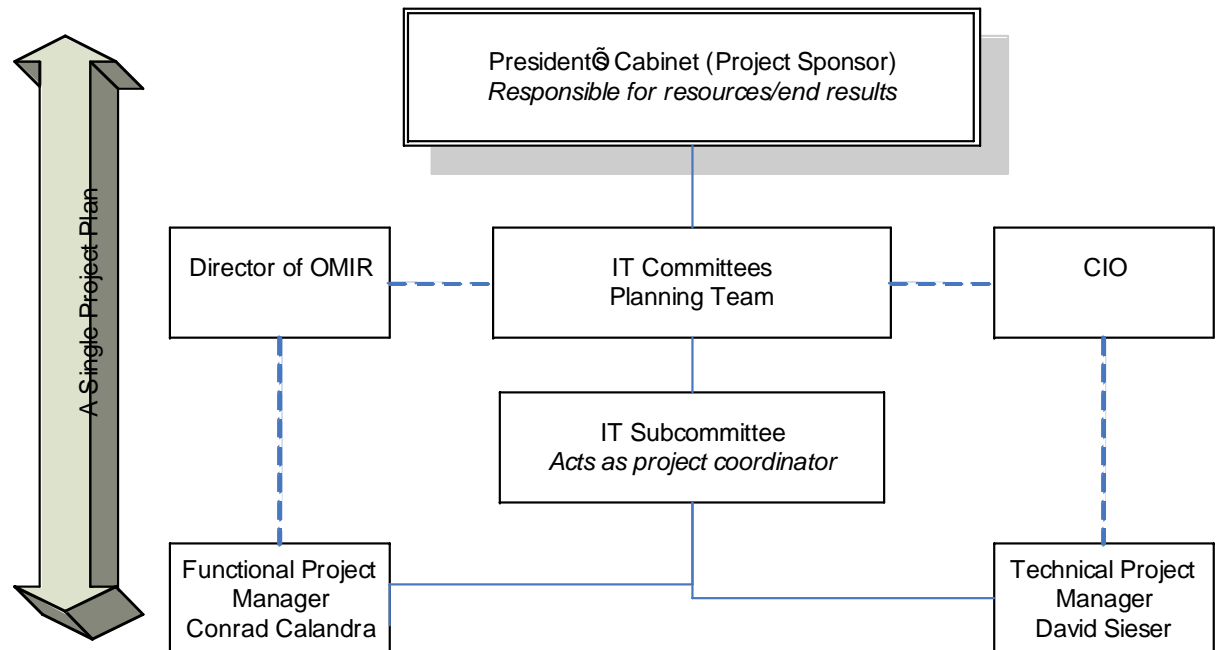 PresidentÕs Cabinet (Project Sponsor)
Responsible for resources/end results
A Single Project Plan
Director of OMIR
IT Committees
Planning Team
CIO
IT Subcommittee
Acts as project coordinator
Functional Project
Manager
Conrad Calandra
Technical Project
Manager
David Sieser